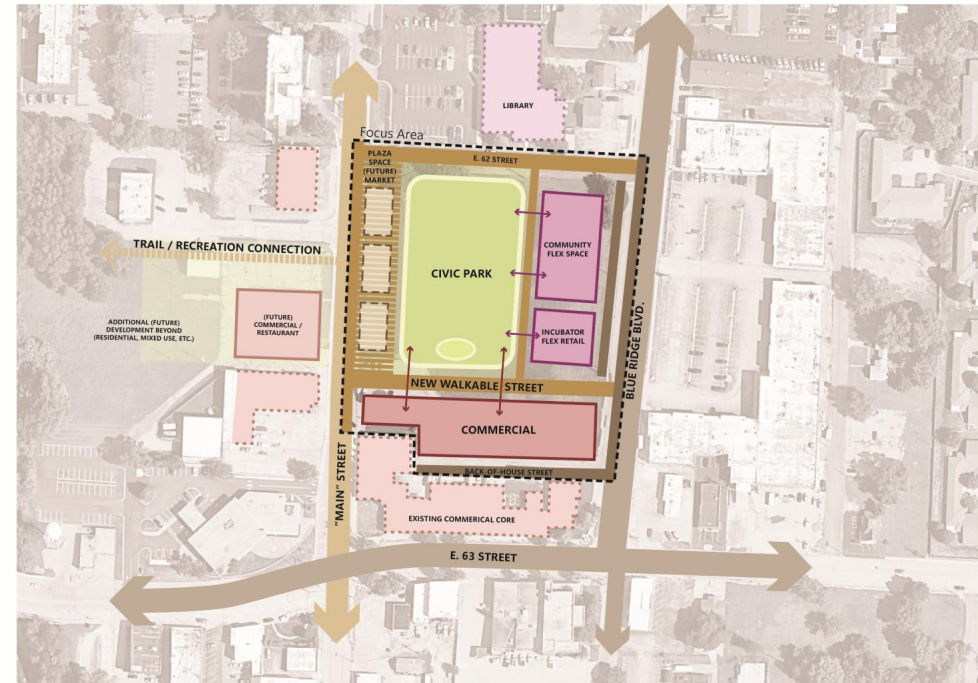 LIBRARY
Focus Area
PLAZA
SPACE
(FUTURE)
MARKET
E. 62 STREET
COMMUNITY
FLEX SPACE
TRAIL / RECREATION CONNECTION
CIVIC PARK
ADDITIONAL (FUTURE)
DEVELOPMENT BEYOND
(RESIDENTIAL, MIXED USE, ETC.)
(FUTURE)
COMMERCIAL /
RESTAURANT
INCUBATOR
FLEX RETAIL
BLUE RIDGE BLVD.
NEW WALKABLE STREET
COMMERCIAL
"MAIN" STREET
BACK-OF-HOUSE STREET
EXISTING COMMERICAL CORE
E. 63 STREET